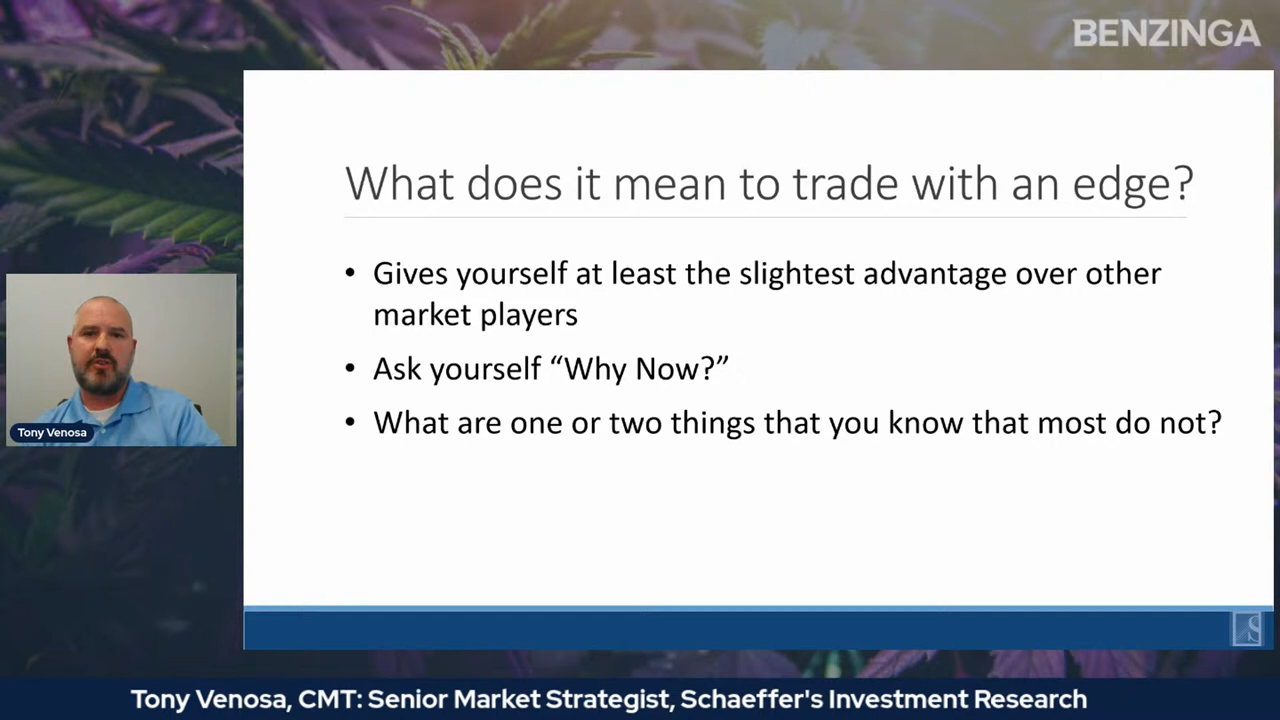 BENZINGA
What does it mean to trade with an edge?
• Gives yourself at least the slightest advantage over other
market players
• Ask yourself “Why Now?”
• What are one or two things that you know that most do not?
Tony Venosa
Tony Venosa, CMT: Senior Market Strategist, Schaeffer's Investment Research